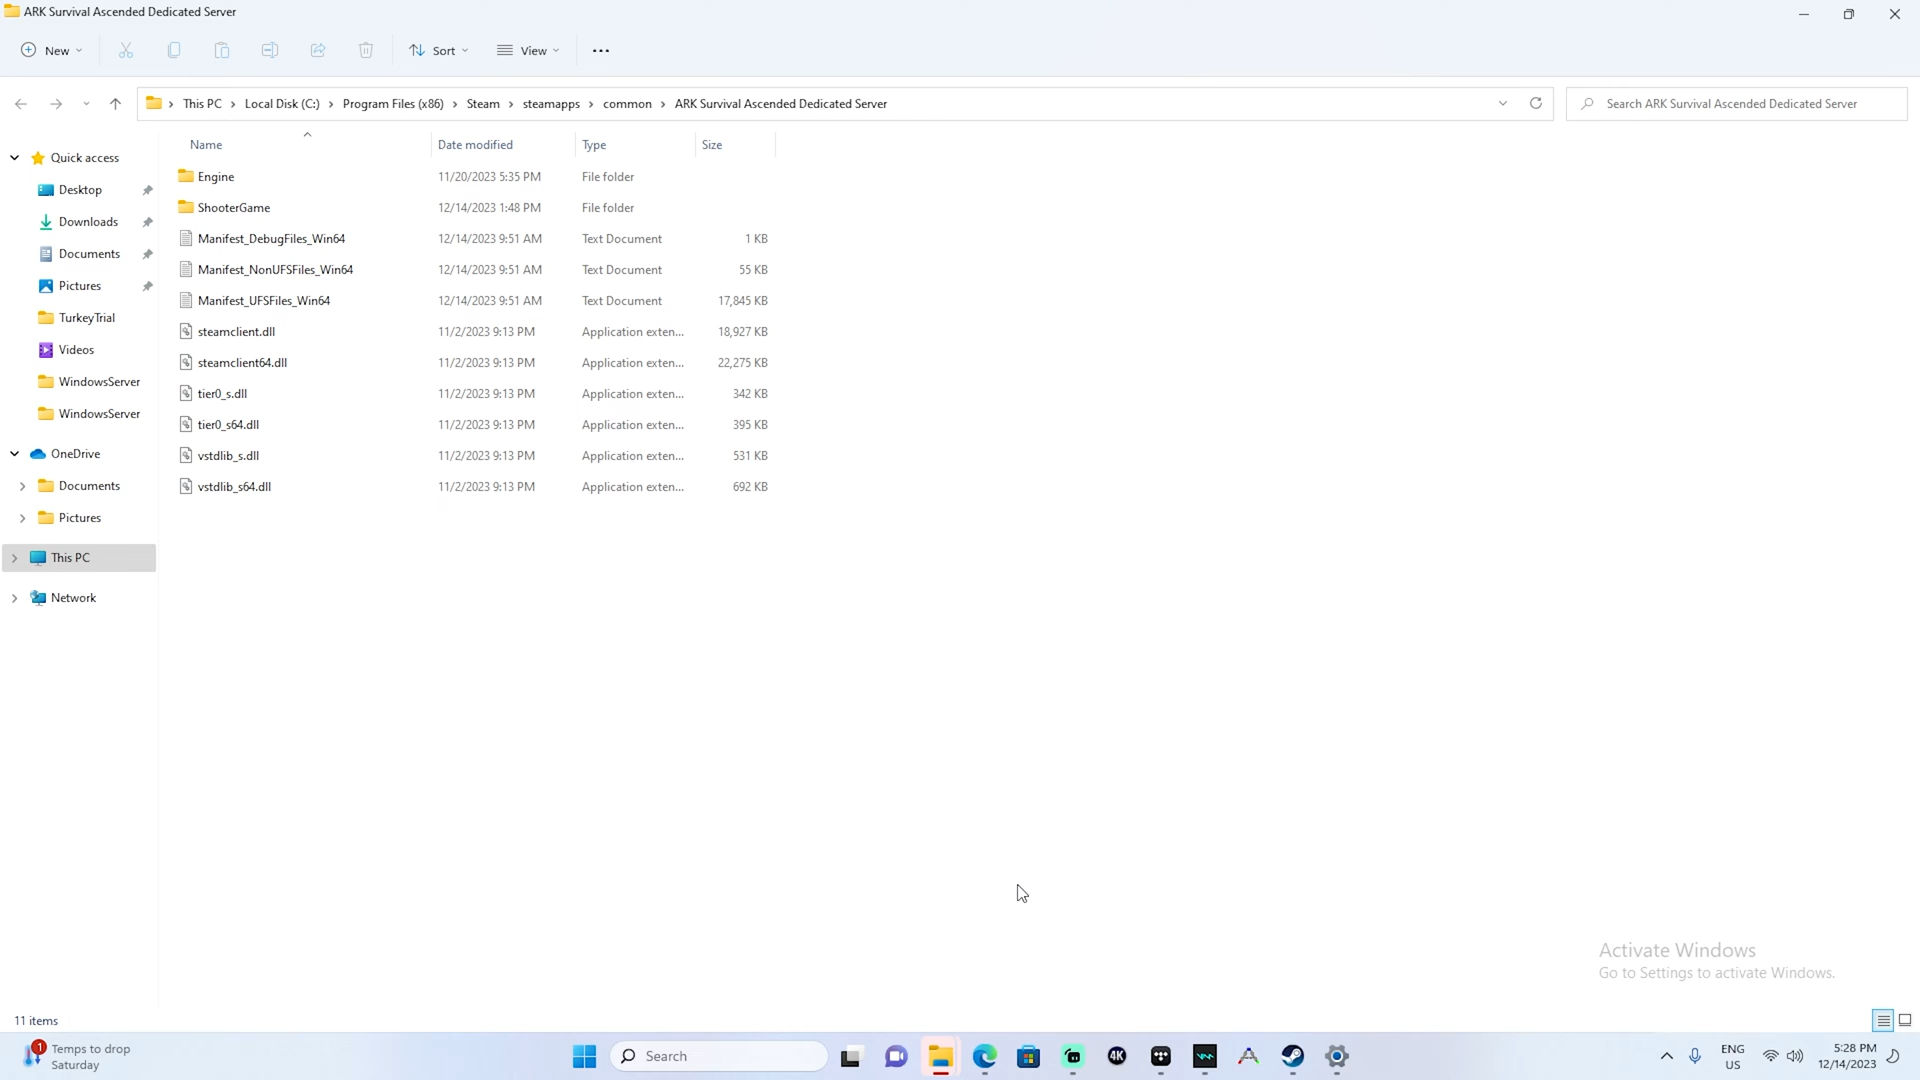 ARK Survival Ascended Dedicated Server
New
Sort
View
This PC > Local Disk (C:) > Program Files (x86) > Steam > steamapps > common > ARK Survival Ascended Dedicated Server
Search ARK Survival Ascended Dedicated Server
Name Date modified Type Size
Engine 11/20/2023 5:35 PM File folder
ShooterGame 12/14/2023 1:48 PM File folder
Manifest_DebugFiles_Win64 12/14/2023 9:51 AM Text Document 1 KB
Manifest_NonUFSFiles_Win64 12/14/2023 9:51 AM Text Document 55 KB
Manifest_UFSFiles_Win64 12/14/2023 9:51 AM Text Document 17,845 KB
steamclient.dll 11/2/2023 9:13 PM Application exten... 18,927 KB
steamclient64.dll 11/2/2023 9:13 PM Application exten... 22,275 KB
tier0_s.dll 11/2/2023 9:13 PM Application exten... 342 KB
tier0_s64.dll 11/2/2023 9:13 PM Application exten... 395 KB
vstdlib_s.dll 11/2/2023 9:13 PM Application exten... 531 KB
vstdlib_s64.dll 11/2/2023 9:13 PM Application exten... 692 KB
Quick access
Desktop
Downloads
Documents
Pictures
TurkeyTrial
Videos
WindowsServer
WindowsServer
OneDrive
Documents
Pictures
This PC
Network
Activate Windows
Go to Settings to activate Windows.
11 items
1
Temps to drop
Saturday
Search
4K
ENG
US
5:28 PM
12/14/2023